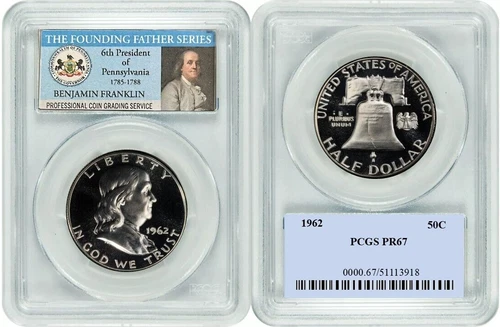 THE FOUNDING FATHER SERIES
6th President
of
Pennsylvania
1785-1788
BENJAMIN FRANKLIN
PROFESSIONAL COIN GRADING SERVICE
LIBERTY
1962
IN GOD WE TRUST
UNITED STATES OF AMERICA
·E·
PLURIBUS
UNUM
HALF DOLLAR
1962 50C
PCGS PR67
0000.67/51113918